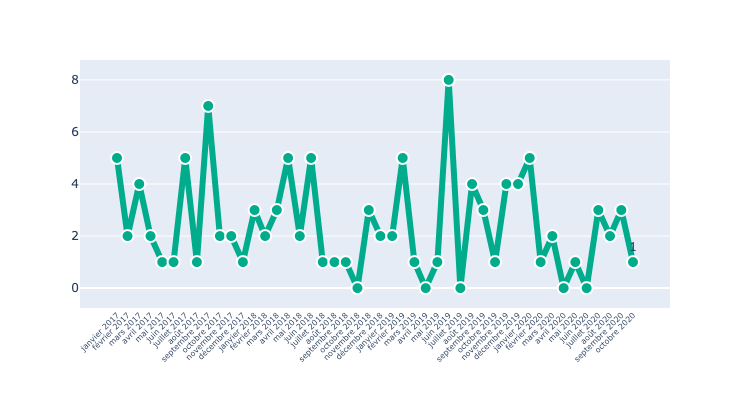 8
6
4
2
0
1
janvier 2017
février 2017
mars 2017
avril 2017
mai 2017
juin 2017
juillet 2017
août 2017
septembre 2017
octobre 2017
novembre 2017
décembre 2017
janvier 2018
février 2018
mars 2018
avril 2018
mai 2018
juin 2018
juillet 2018
août 2018
septembre 2018
octobre 2018
novembre 2018
décembre 2018
janvier 2019
février 2019
mars 2019
avril 2019
mai 2019
juin 2019
juillet 2019
août 2019
septembre 2019
octobre 2019
novembre 2019
décembre 2019
janvier 2020
février 2020
mars 2020
avril 2020
mai 2020
juin 2020
juillet 2020
août 2020
septembre 2020
octobre 2020